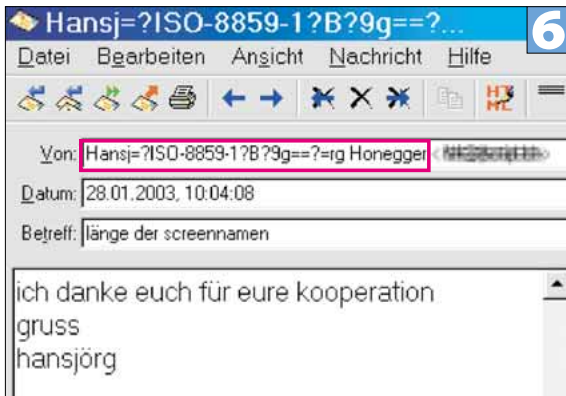 Hansj=?ISO-8859-1?B?9g==?...
6
Datei Bearbeiten Ansicht Nachricht Hilfe
HT ML
Von: Hansj=?ISO-8859-1?B?9g==?=rg Honegger
Datum: 28.01.2003, 10:04:08
Betreff: länge der screennamen
ich danke euch für eure kooperation
gruss
hansjörg